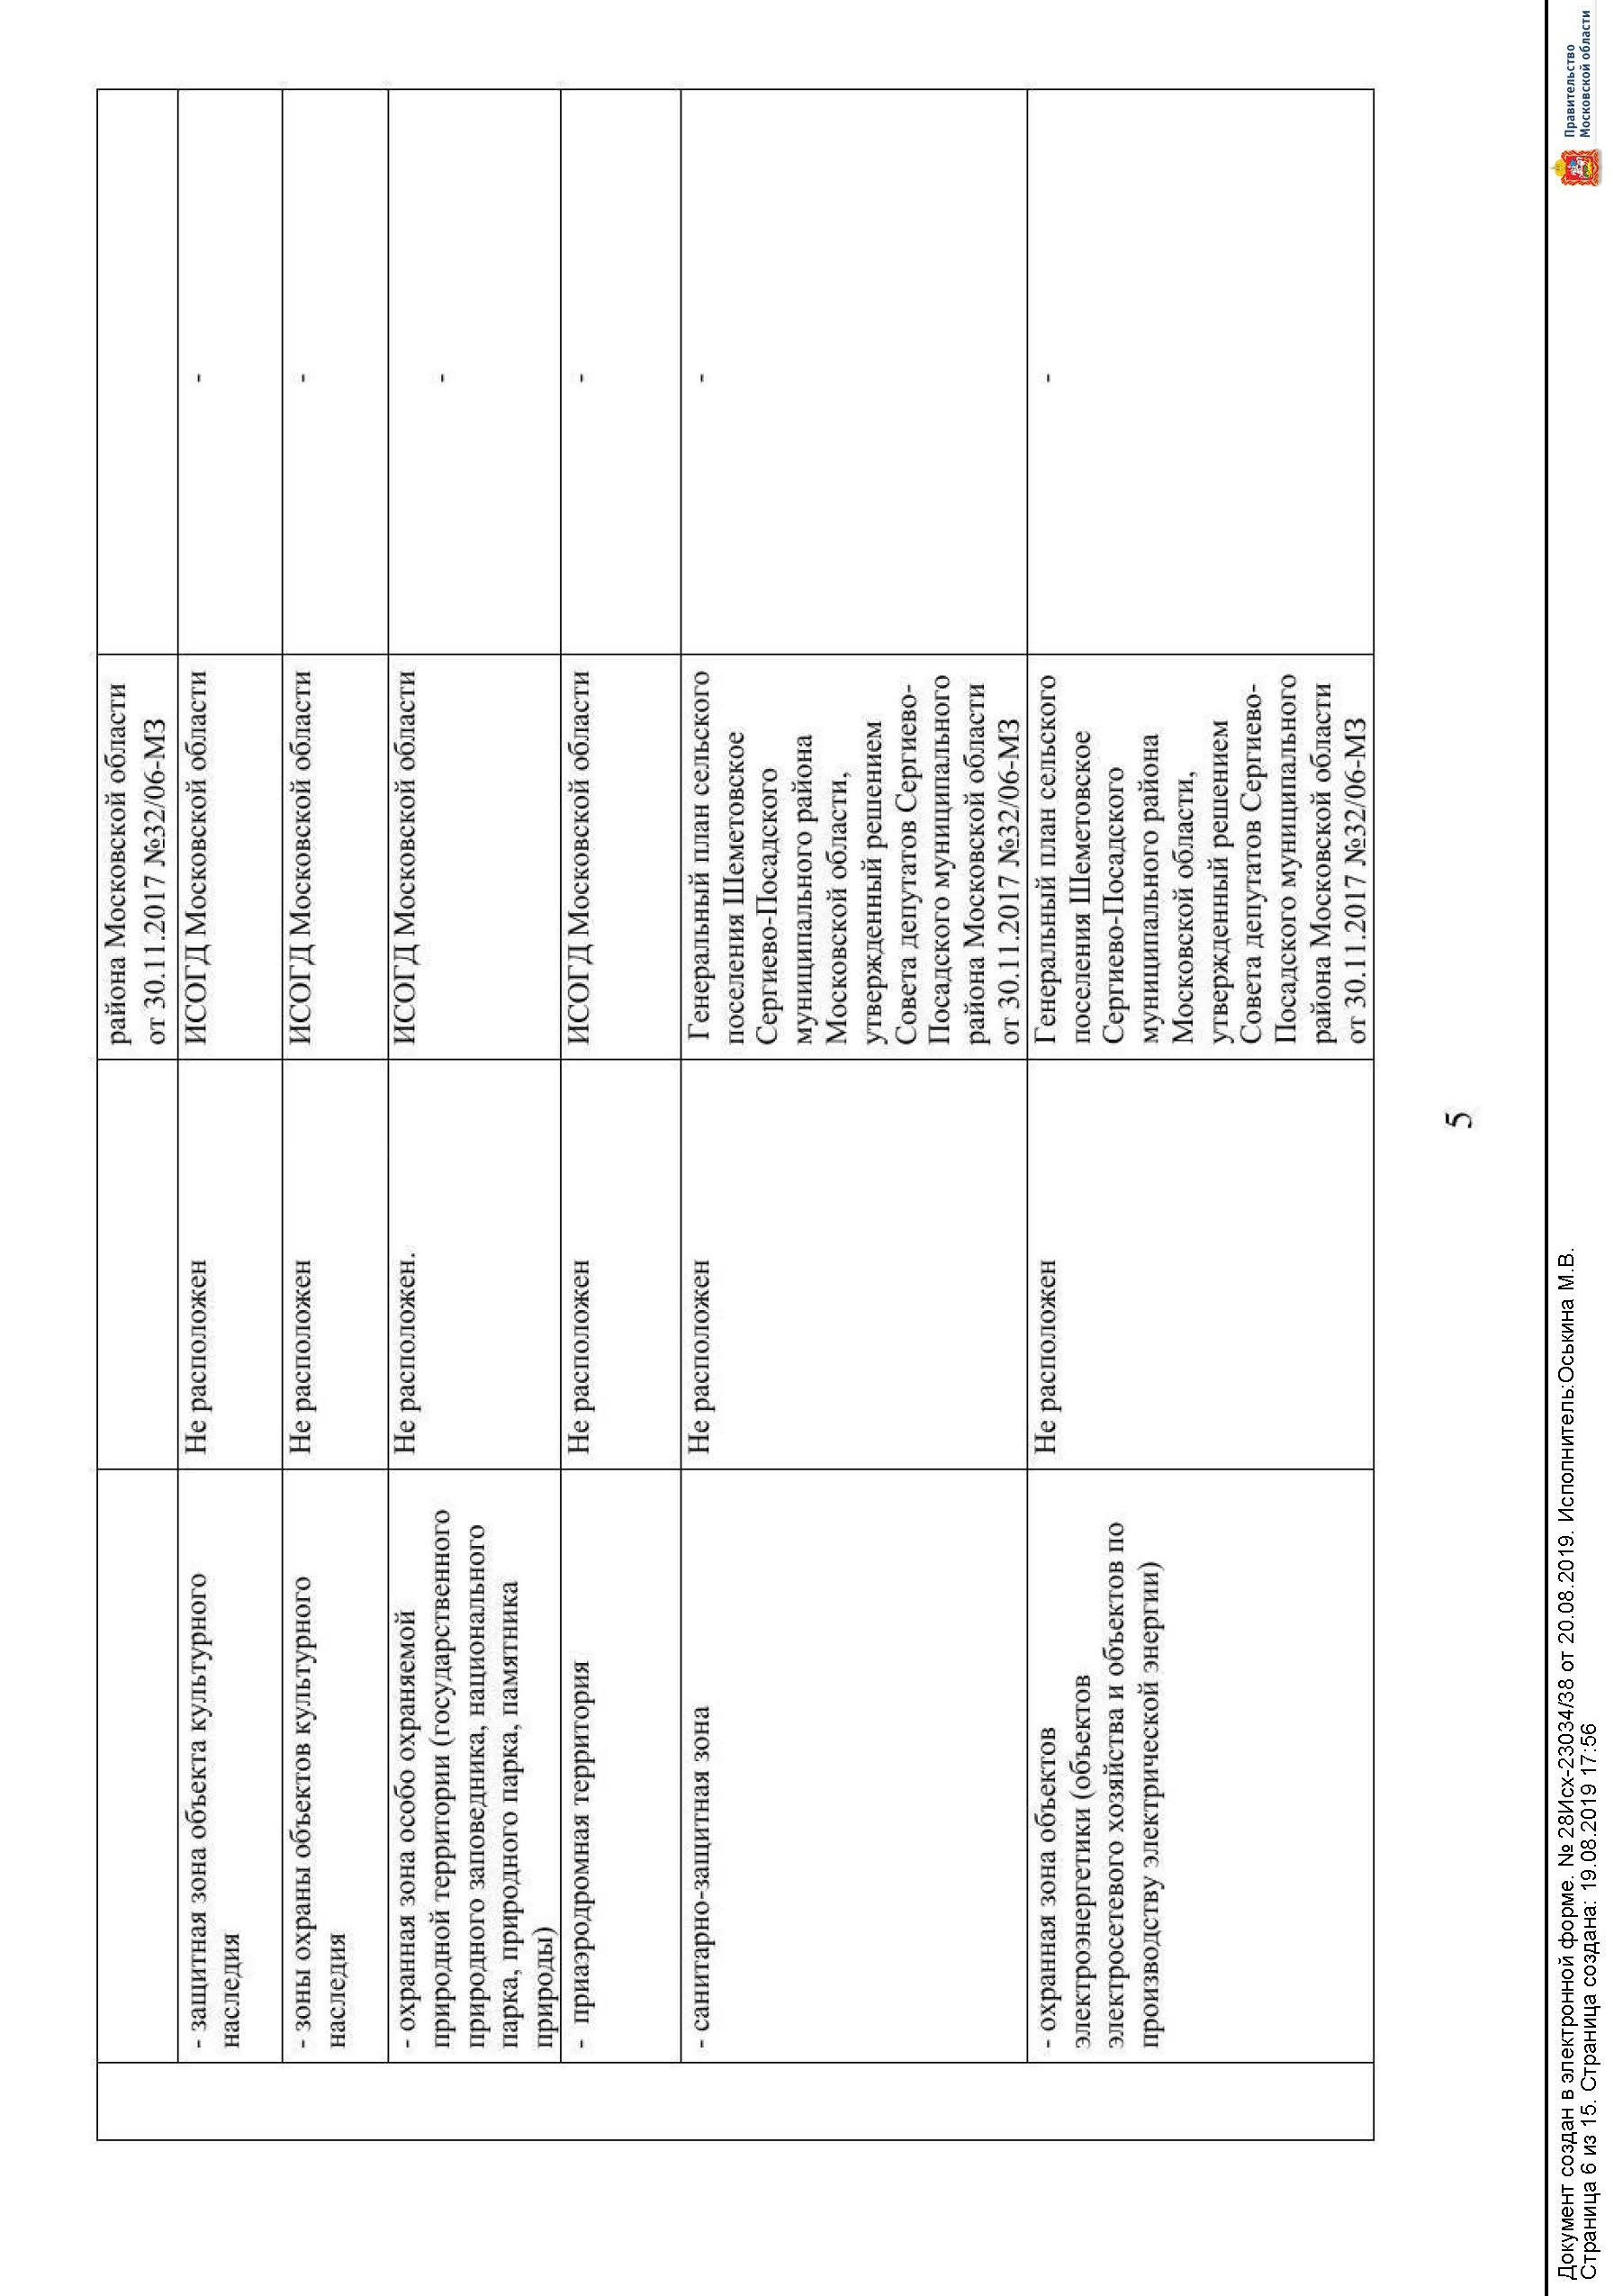 района Московской области
от 30.11.2017 №32/06-МЗ
- защитная зона объекта культурного
наследия
Не расположен
ИСОГД Московской области
-
- зоны охраны объектов культурного
наследия
Не расположен
ИСОГД Московской области
-
- охранная зона особо охраняемой
природной территории (государственного
природного заповедника, национального
парка, природного парка, памятника
природы)
Не расположен.
ИСОГД Московской области
-
- приаэродромная территория
Не расположен
ИСОГД Московской области
-
- санитарно-защитная зона
Не расположен
Генеральный план сельского
поселения Шеметовское
Сергиево-Посадского
муниципального района
Московской области,
утвержденный решением
Совета депутатов Сергиево-
Посадского муниципального
района Московской области
от 30.11.2017 №32/06-МЗ
-
- охранная зона объектов
электроэнергетики (объектов
электросетевого хозяйства и объектов по
производству электрической энергии)
Не расположен
Генеральный план сельского
поселения Шеметовское
Сергиево-Посадского
муниципального района
Московской области,
утвержденный решением
Совета депутатов Сергиево-
Посадского муниципального
района Московской области
от 30.11.2017 №32/06-МЗ
-
5
Документ создан в электронной форме. № 28Исх-23034/38 от 20.08.2019. Исполнитель:Оськина М.В.
Страница 6 из 15. Страница создана: 19.08.2019 17:56
Правительство
Московской области